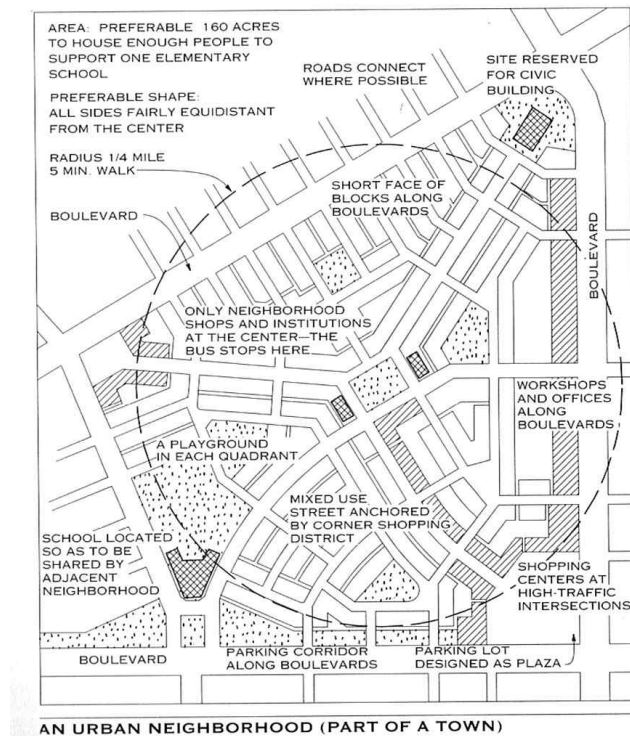 AREA: PREFERABLE 160 ACRES
TO HOUSE ENOUGH PEOPLE TO
SUPPORT ONE ELEMENTARY
SCHOOL
PREFERABLE SHAPE:
ALL SIDES FAIRLY EQUIDISTANT
FROM THE CENTER
RADIUS 1/4 MILE
5 MIN. WALK
BOULEVARD
ROADS CONNECT
WHERE POSSIBLE
SITE RESERVED
FOR CIVIC
BUILDING
SHORT FACE OF
BLOCKS ALONG
BOULEVARDS
BOULEVARD
ONLY NEIGHBORHOOD
SHOPS AND INSTITUTIONS
AT THE CENTER—THE
BUS STOPS HERE
WORKSHOPS
AND OFFICES
ALONG
BOULEVARDS
A PLAYGROUND
IN EACH QUADRANT
MIXED USE
STREET ANCHORED
BY CORNER SHOPPING
DISTRICT
SCHOOL LOCATED
SO AS TO BE
SHARED BY
ADJACENT
NEIGHBORHOOD
SHOPPING
CENTERS AT
HIGH-TRAFFIC
INTERSECTIONS
BOULEVARD
PARKING CORRIDOR
ALONG BOULEVARDS
PARKING LOT
DESIGNED AS PLAZA
AN URBAN NEIGHBORHOOD (PART OF A TOWN)